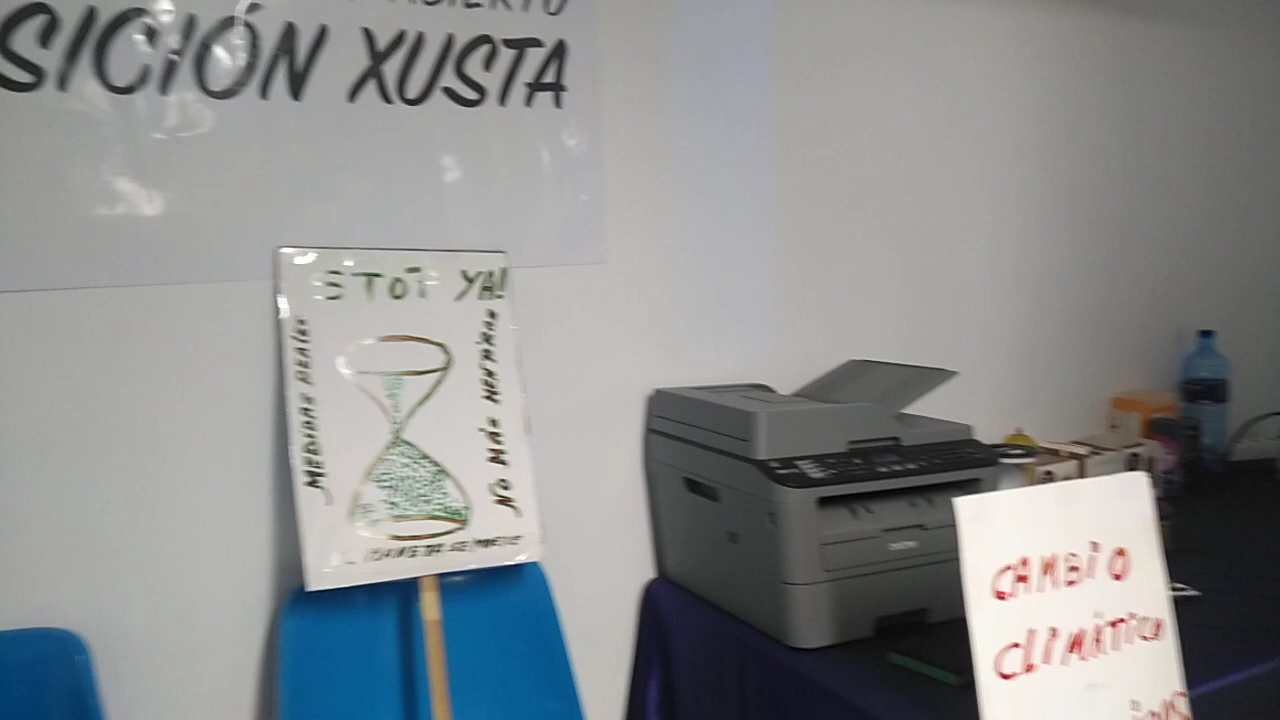 SICIÓN XUSTA
STOP YA!
MEDIDAS REALES
NO MÁS MENTIRAS
CAMBIO
CLIMÁTICO